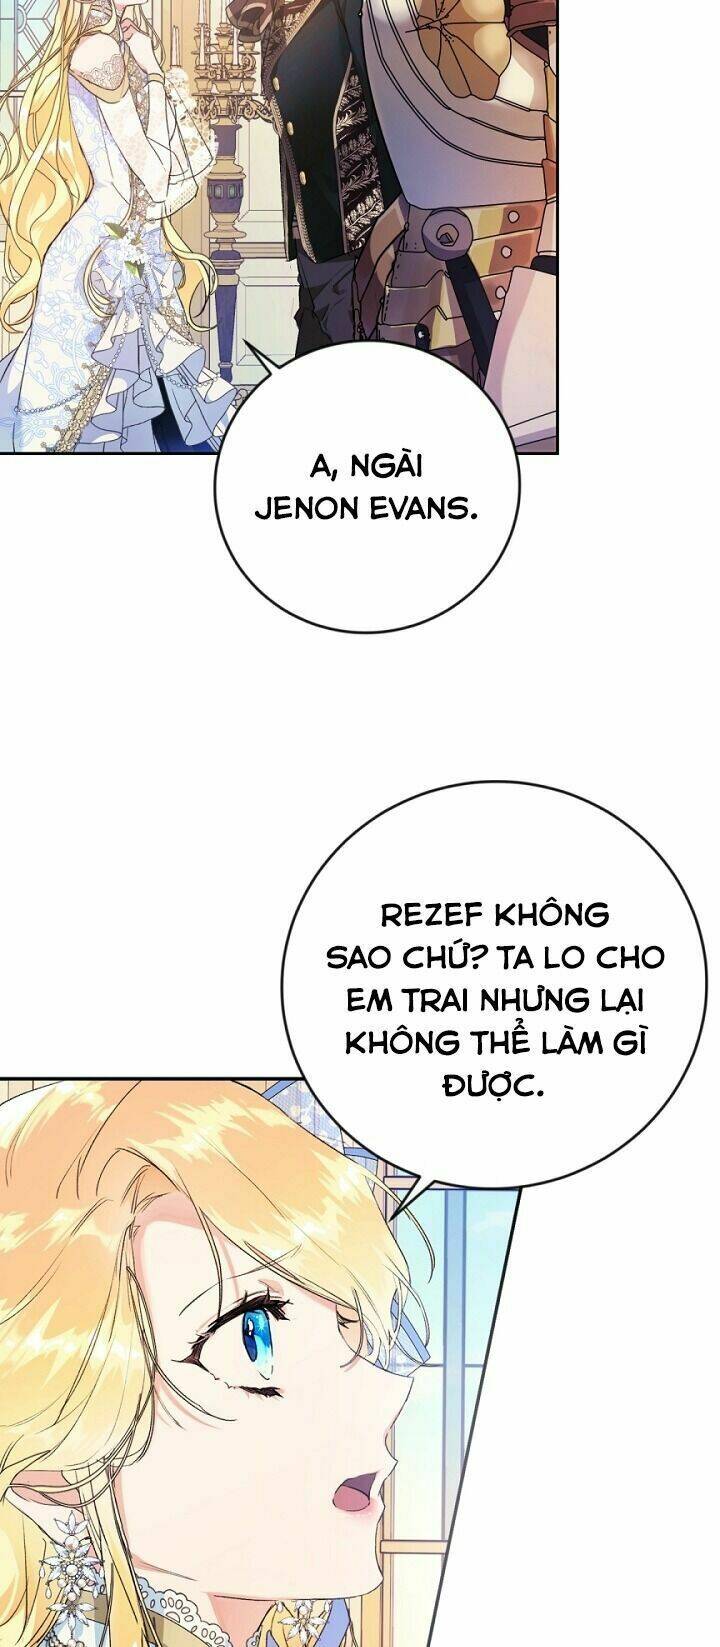 A, NGÀI
JENON EVANS.
REZEF KHÔNG
SAO CHỨ? TA LO CHO
EM TRAI NHƯNG LẠI
KHÔNG THỂ LÀM GÌ
ĐƯỢC.